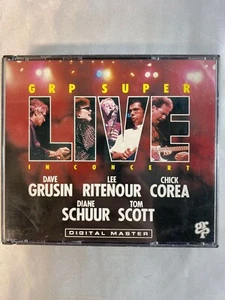 GRP SUPER
LIVE
IN CONCERT
DAVE GRUSIN
LEE RITENOUR
CHICK COREA
DIANE SCHUUR
TOM SCOTT
DIGITAL MASTER
GRP